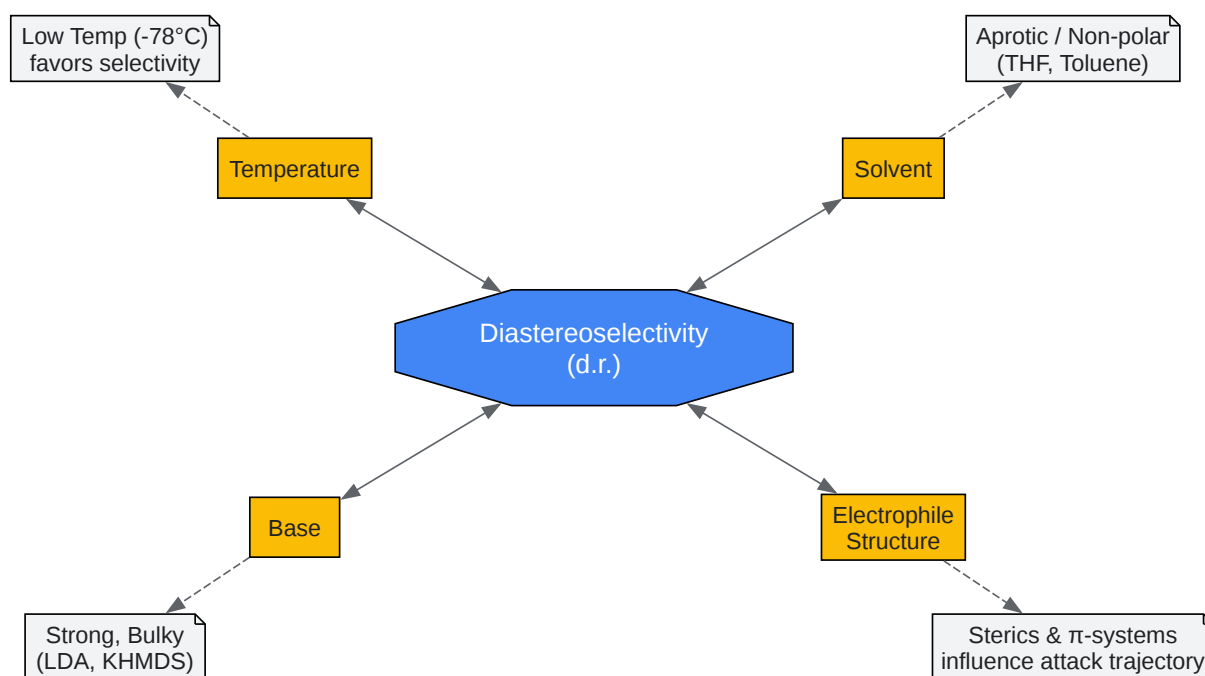 Low Temp (-78°C)
favors selectivity
Aprotic / Non-polar
(THF, Toluene)
Temperature
Solvent
Diastereoselectivity
(d.r.)
Base
Electrophile
Structure
Strong, Bulky
(LDA, KHMDS)
Sterics & π-systems
influence attack trajectory